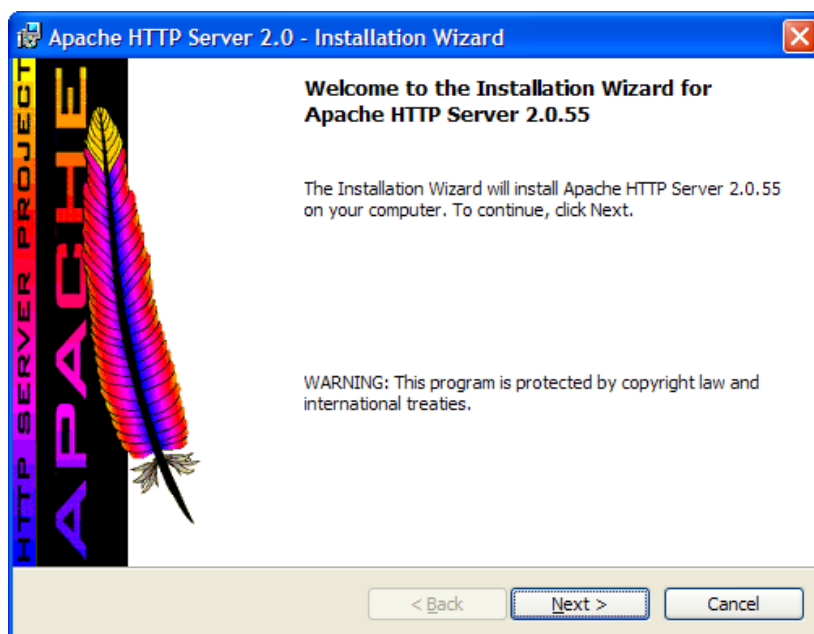 Apache HTTP Server 2.0 - Installation Wizard
HTTP SERVER PROJECT
APACHE
Welcome to the Installation Wizard for
Apache HTTP Server 2.0.55
The Installation Wizard will install Apache HTTP Server 2.0.55
on your computer. To continue, click Next.
WARNING: This program is protected by copyright law and
international treaties.
< Back
Next >
Cancel